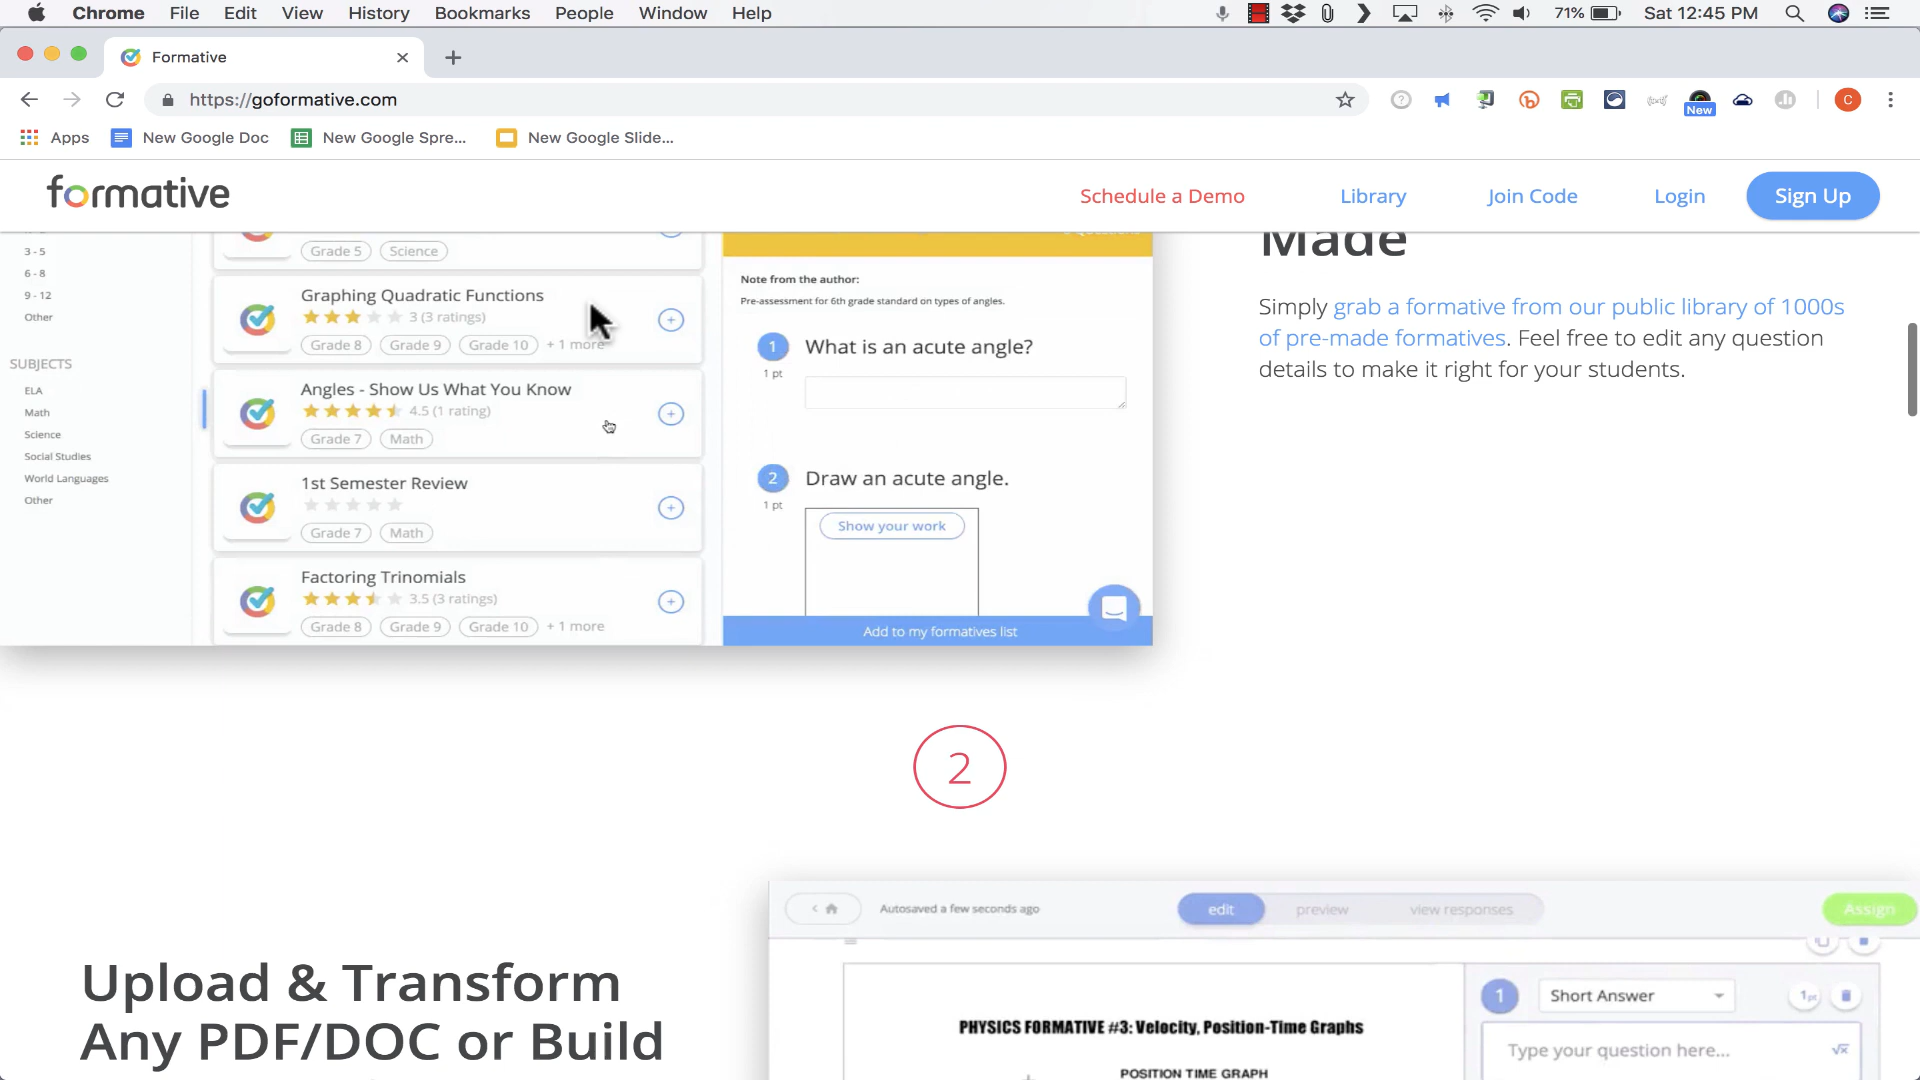 Chrome File Edit View History Bookmarks People Window Help 71% Sat 12:45 PM
Formative
https://goformative.com
New
C
Apps New Google Doc New Google Spre... New Google Slide...
formative
Schedule a Demo Library Join Code Login Sign Up
3 - 5
6 - 8
9 - 12
Other
SUBJECTS
ELA
Math
Science
Social Studies
World Languages
Other
Grade 5 Science
Graphing Quadratic Functions
3 (3 ratings)
Grade 8 Grade 9 Grade 10 + 1 more
Angles - Show Us What You Know
4.5 (1 rating)
Grade 7 Math
1st Semester Review
Grade 7 Math
Factoring Trinomials
3.5 (3 ratings)
Grade 8 Grade 9 Grade 10 + 1 more
Note from the author:
Pre-assessment for 6th grade standard on types of angles.
1 What is an acute angle?
1 pt
2 Draw an acute angle.
1 pt
Show your work
Add to my formatives list
Made
Simply grab a formative from our public library of 1000s
of pre-made formatives. Feel free to edit any question
details to make it right for your students.
2
Upload & Transform
Any PDF/DOC or Build
Autosaved a few seconds ago
edit preview view responses
Assign
PHYSICS FORMATIVE #3: Velocity, Position-Time Graphs
POSITION TIME GRAPH
1 Short Answer 1pt
Type your question here... √x